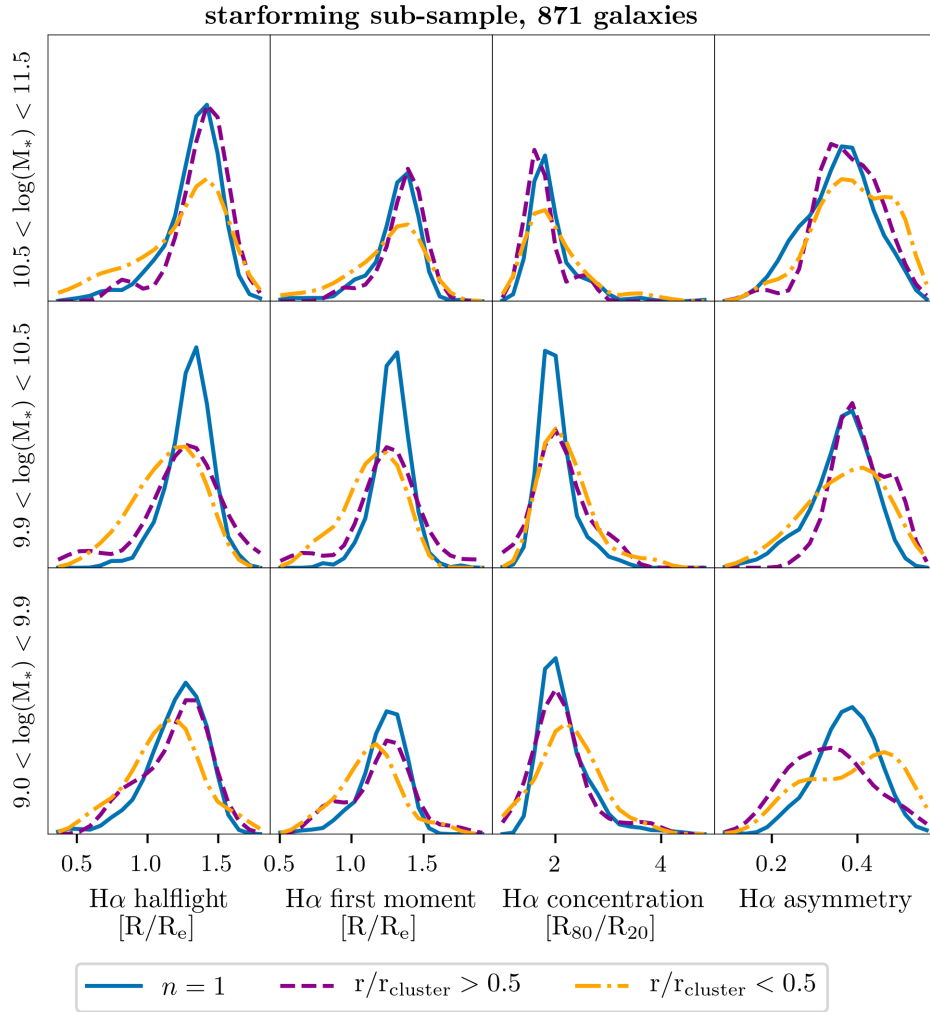 starforming sub-sample, 871 galaxies
10.5 < log(M*) < 11.5
9.9 < log(M*) < 10.5
9.0 < log(M*) < 9.9
0.5 1.0 1.5 0.5 1.0 1.5 2 4 0.2 0.4
Hα halflight Hα first moment Hα concentration Hα asymmetry
[R/Re] [R/Re] [R80/R20]
n = 1 r/rcluster > 0.5 r/rcluster < 0.5